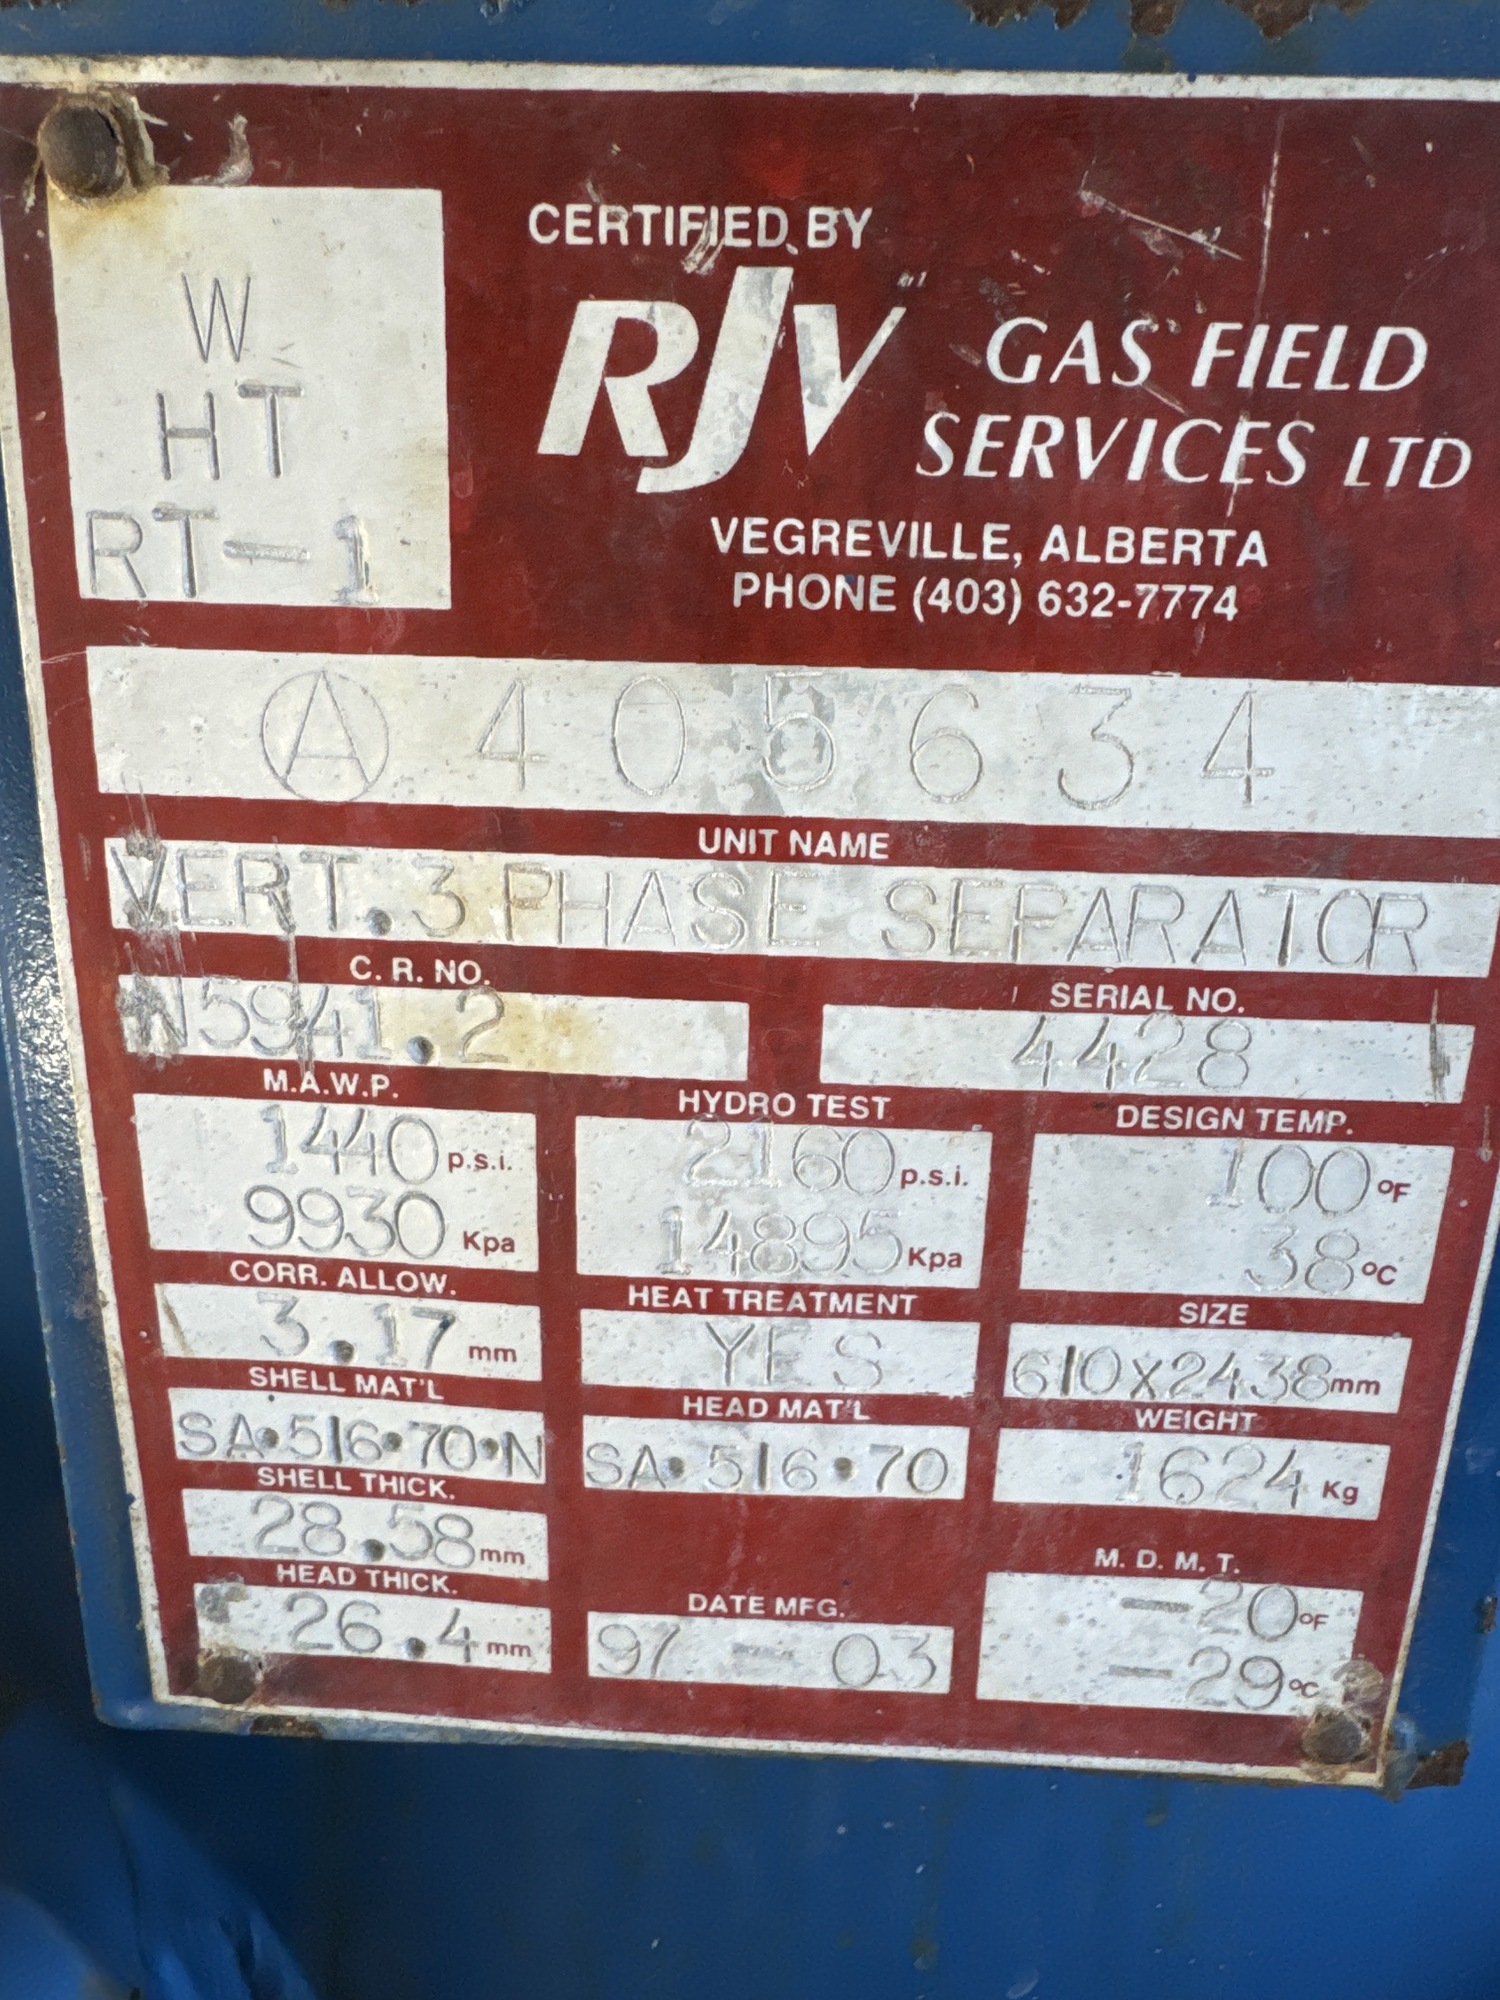 W
HT
RT-1
CERTIFIED BY
RJV GAS FIELD
SERVICES LTD
VEGREVILLE, ALBERTA
PHONE (403) 632-7774
Ⓐ 405634
UNIT NAME
VERT. 3 PHASE SEPARATOR
C. R. NO.
N5941.2
SERIAL NO.
4428
M.A.W.P.
1440 p.s.i.
9930 Kpa
HYDRO TEST
2160 p.s.i.
14895 Kpa
DESIGN TEMP.
100 °F
38 °C
CORR. ALLOW.
3.17 mm
HEAT TREATMENT
YES
SIZE
610x2438 mm
SHELL MAT'L
SA•516•70•N
HEAD MAT'L
SA•516•70
WEIGHT
1624 Kg
SHELL THICK.
28.58 mm
HEAD THICK.
26.4 mm
DATE MFG.
97 - 03
M. D. M. T.
-20 °F
-29 °C